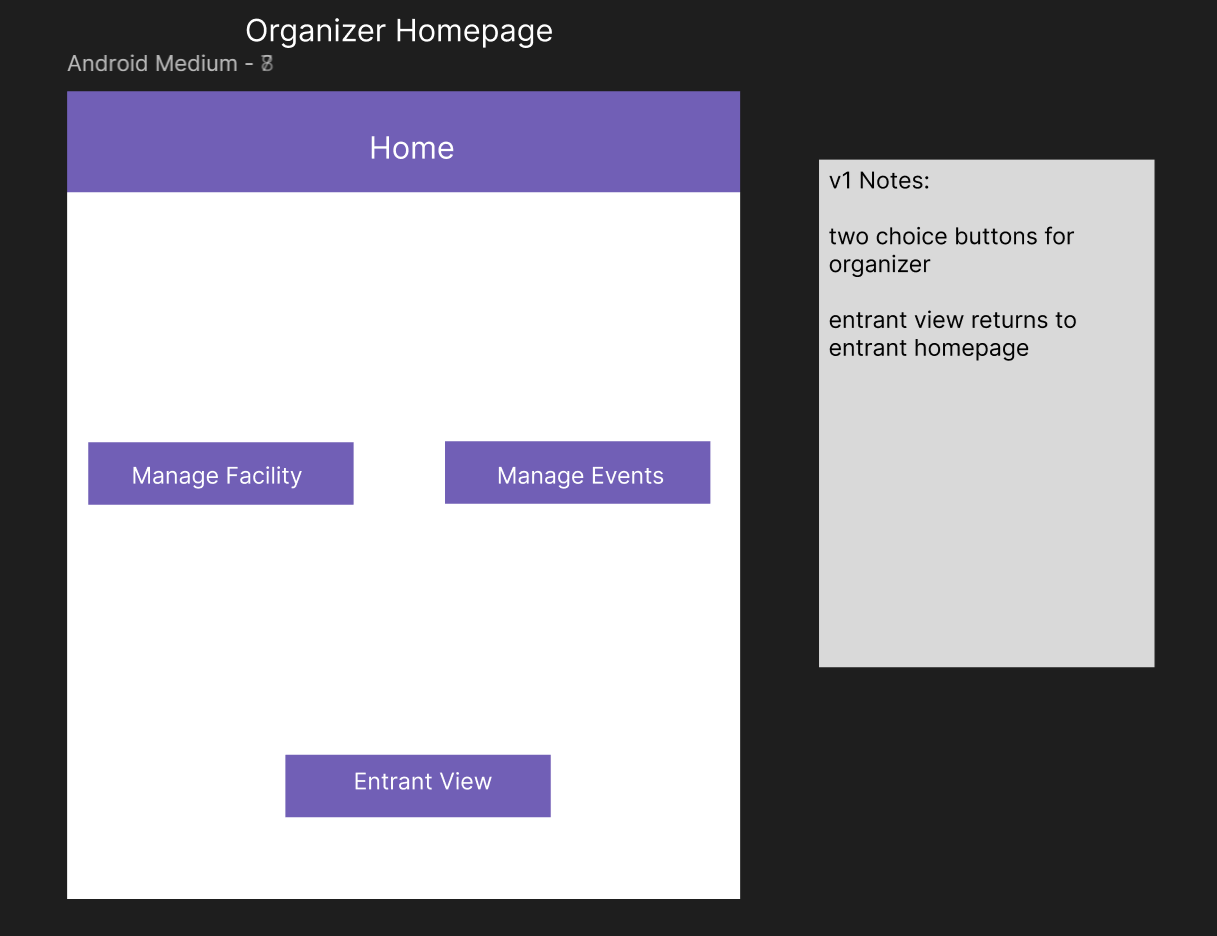 Organizer Homepage
Android Medium -
Home
Manage Facility
Manage Events
Entrant View
v1 Notes:
two choice buttons for
organizer
entrant view returns to
entrant homepage